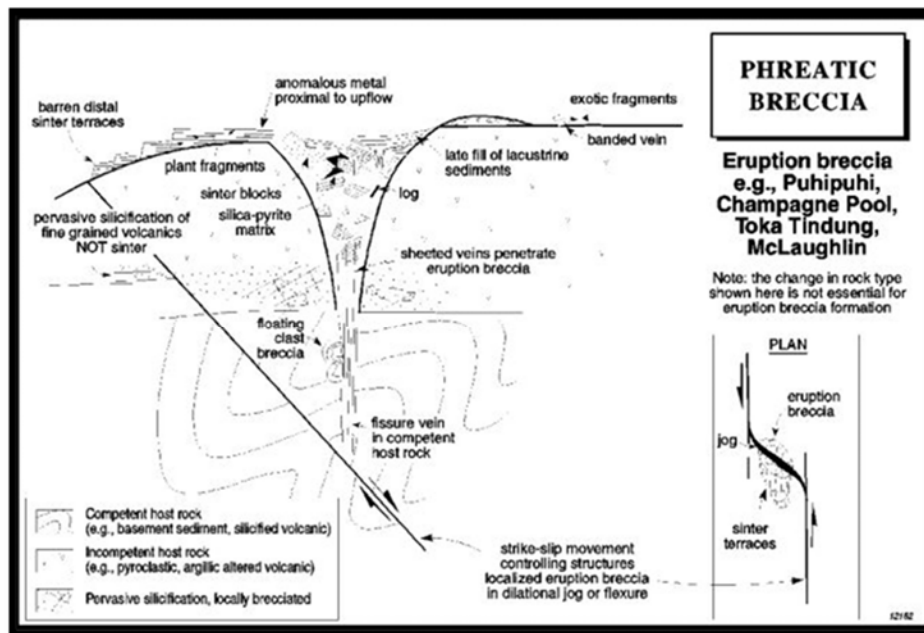 PHREATIC
BRECCIA
Eruption breccia
e.g., Puhipuhi,
Champagne Pool,
Toka Tindung,
McLaughlin
Note: the change in rock type
shown here is not essential for
eruption breccia formation
anomalous metal
proximal to upflow
barren distal
sinter terraces
exotic fragments
banded vein
plant fragments
late fill of lacustrine
sediments
sinter blocks
log
silica-pyrite
matrix
pervasive silicification of
fine grained volcanics
NOT sinter
sheeted veins penetrate
eruption breccia
floating
clast
breccia
fissure vein
in competent
host rock
strike-slip movement
controlling structures
localized eruption breccia
in dilational jog or flexure
PLAN
eruption
breccia
jog
sinter
terraces
Competent host rock
(e.g., basement sediment, silicified volcanic)
Incompetent host rock
(e.g., pyroclastic, argillic altered volcanic)
Pervasive silicification, locally brecciated